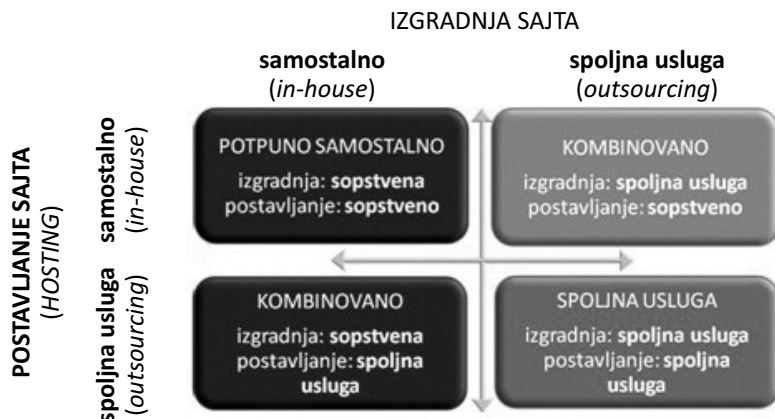 IZGRADNJA SAJTA
samostalno
(in-house)
spoljna usluga
(outsourcing)
POSTAVLJANJE SAJTA
(HOSTING)
samostalno
(in-house)
POTPUNO SAMOSTALNO
izgradnja: sopstvena
postavljanje: sopstveno
KOMBINOVANO
izgradnja: spoljna usluga
postavljanje: sopstveno
spoljna usluga
(outsourcing)
KOMBINOVANO
izgradnja: sopstvena
postavljanje: spoljna
usluga
SPOLJNA USLUGA
izgradnja: spoljna usluga
postavljanje: spoljna
usluga